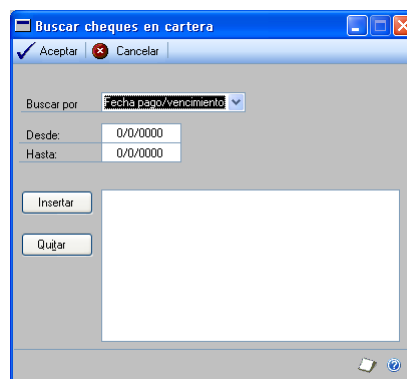 Buscar cheques en cartera
Aceptar Cancelar
Buscar por Fecha pago/vencimiento
Desde: 0/0/0000
Hasta: 0/0/0000
Insertar
Quitar